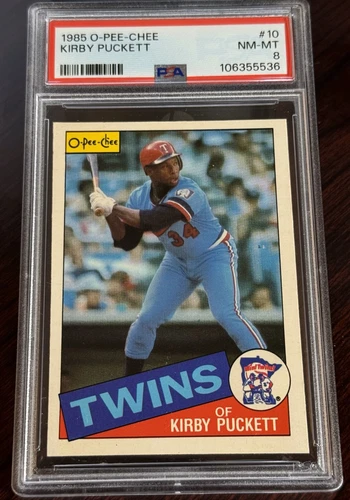 1985 O-PEE-CHEE #10
KIRBY PUCKETT NM-MT
8
PSA 106355536
O-Pee-Chee
T
34
TWINS
OF
KIRBY PUCKETT